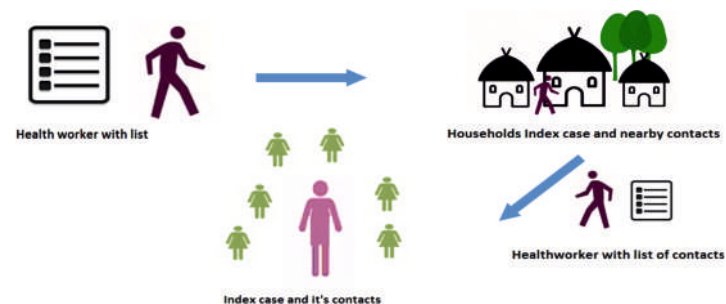 Health worker with list
Households Index case and nearby contacts
Healthworker with list of contacts
Index case and it's contacts